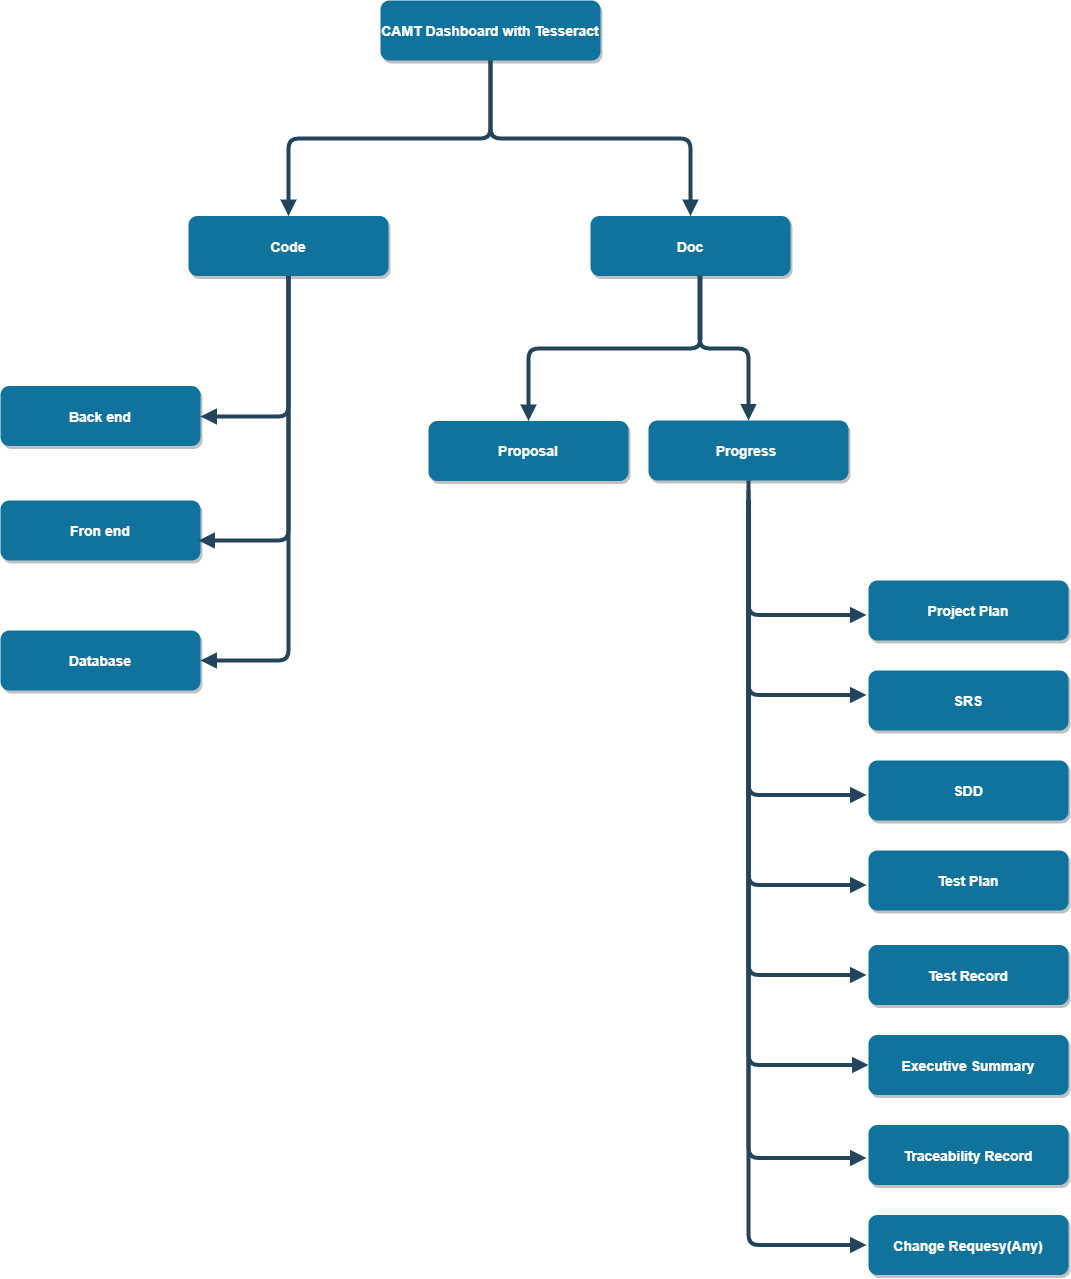 CAMT Dashboard with Tesseract
Code
Doc
Back end
Fron end
Database
Proposal
Progress
Project Plan
SRS
SDD
Test Plan
Test Record
Executive Summary
Traceability Record
Change Requesy(Any)